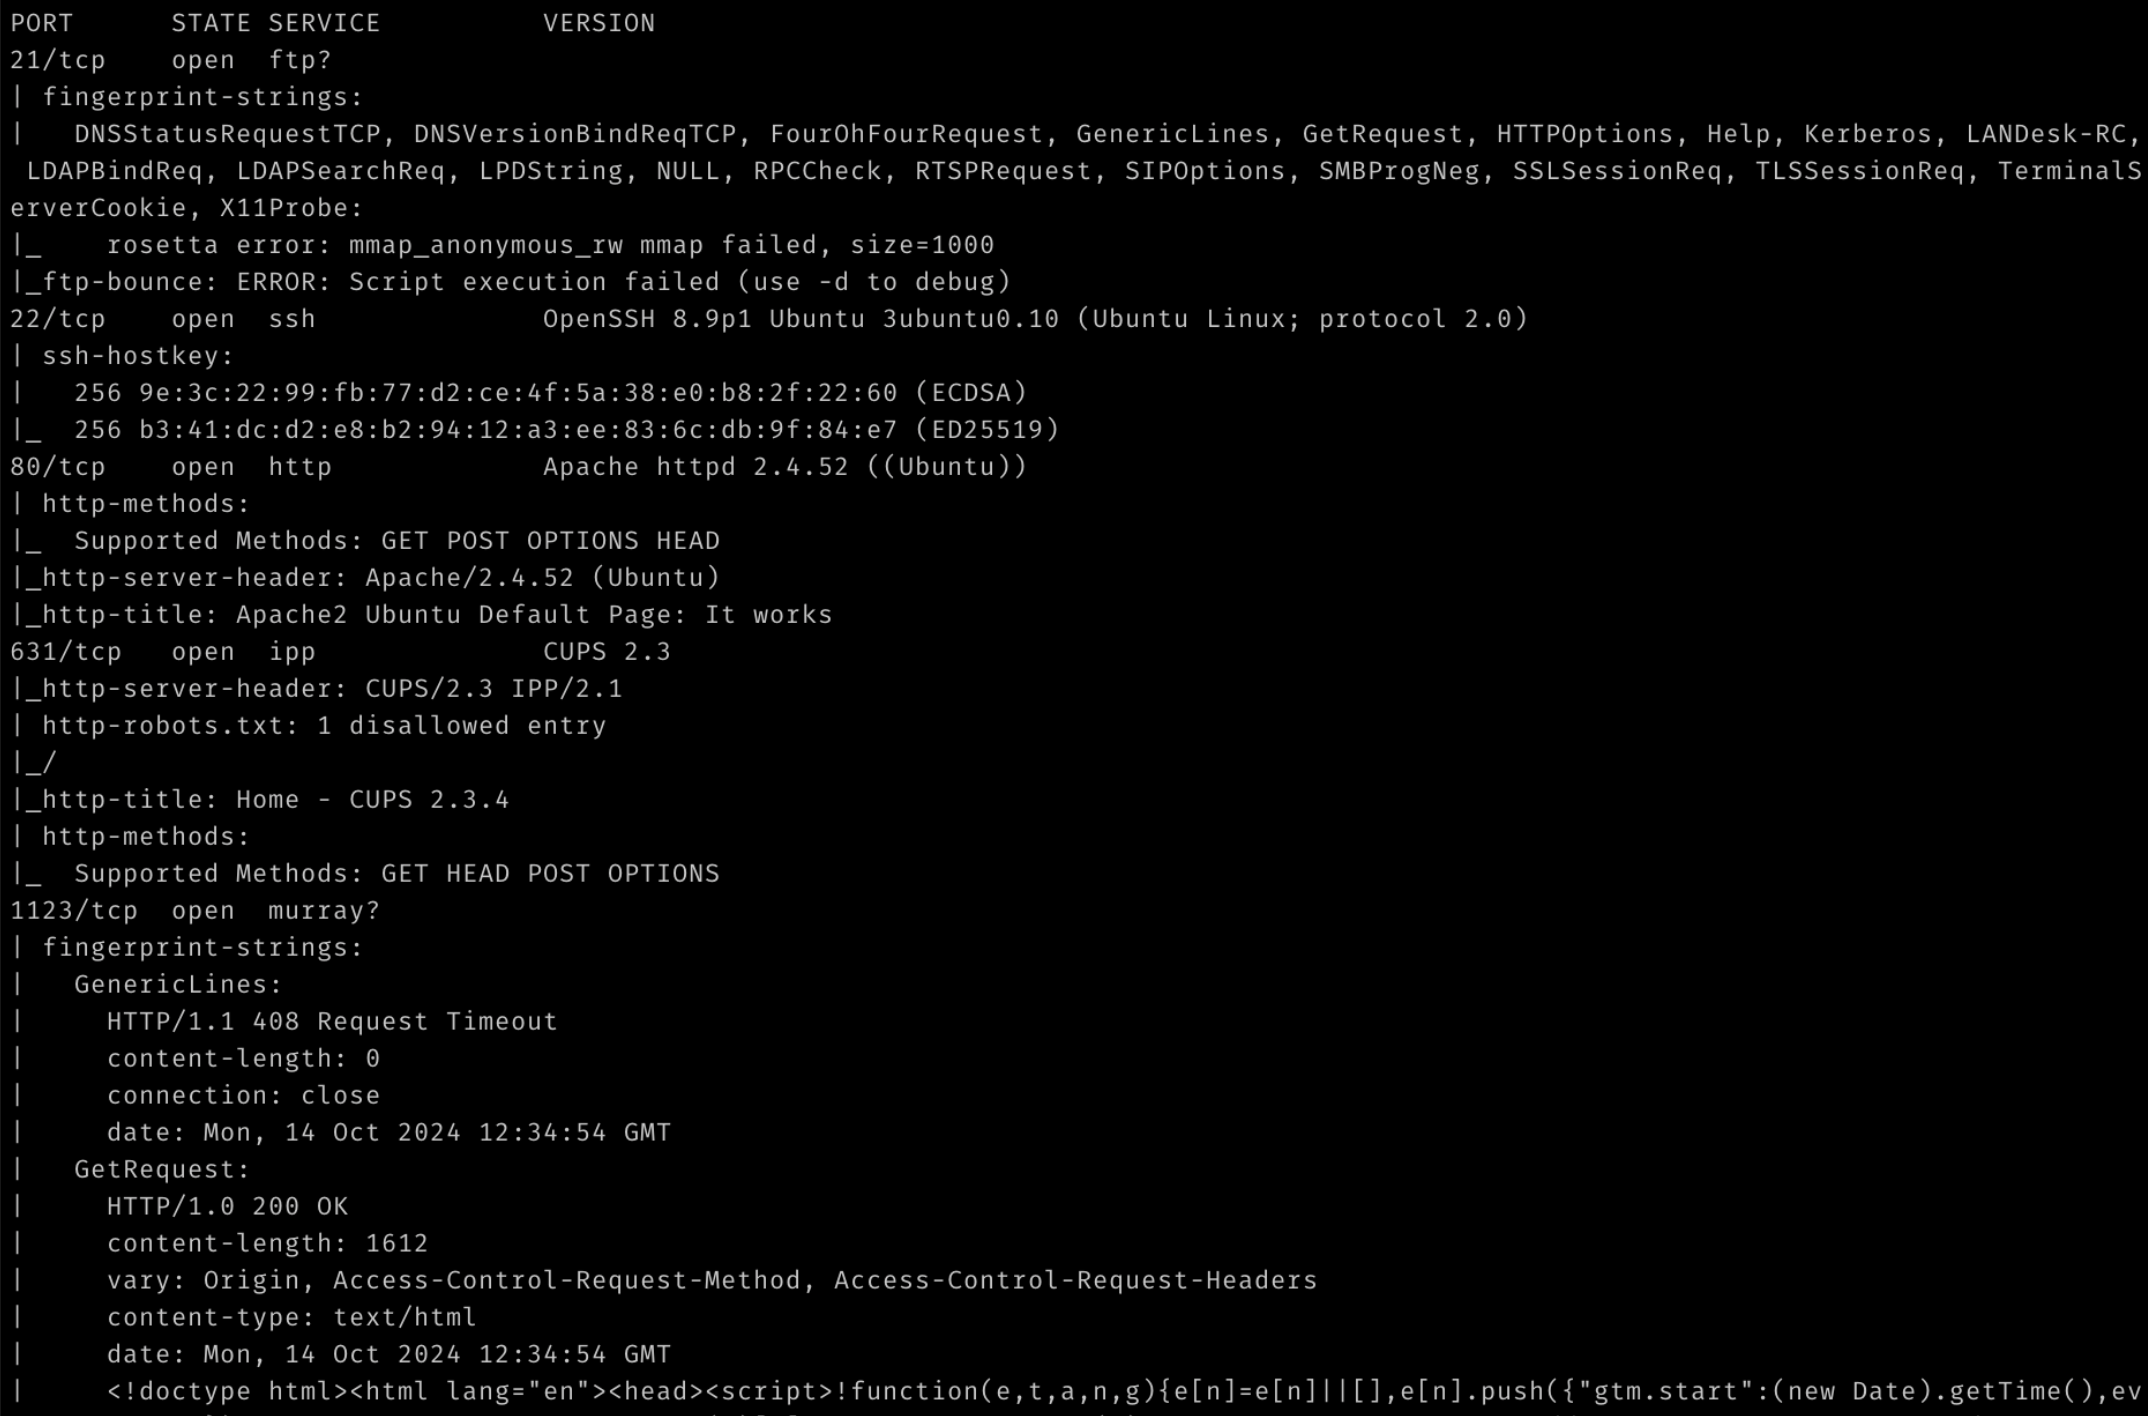 PORT      STATE SERVICE          VERSION
21/tcp    open  ftp?
| fingerprint-strings:
|   DNSStatusRequestTCP, DNSVersionBindReqTCP, FourOhFourRequest, GenericLines, GetRequest, HTTPOptions, Help, Kerberos, LANDesk-RC,
 LDAPBindReq, LDAPSearchReq, LPDString, NULL, RPCCheck, RTSPRequest, SIPOptions, SMBProgNeg, SSLSessionReq, TLSSessionReq, TerminalS
erverCookie, X11Probe:
|_    rosetta error: mmap_anonymous_rw mmap failed, size=1000
|_ftp-bounce: ERROR: Script execution failed (use -d to debug)
22/tcp    open  ssh              OpenSSH 8.9p1 Ubuntu 3ubuntu0.10 (Ubuntu Linux; protocol 2.0)
| ssh-hostkey:
|   256 9e:3c:22:99:fb:77:d2:ce:4f:5a:38:e0:b8:2f:22:60 (ECDSA)
|_  256 b3:41:dc:d2:e8:b2:94:12:a3:ee:83:6c:db:9f:84:e7 (ED25519)
80/tcp    open  http             Apache httpd 2.4.52 ((Ubuntu))
| http-methods:
|_  Supported Methods: GET POST OPTIONS HEAD
|_http-server-header: Apache/2.4.52 (Ubuntu)
|_http-title: Apache2 Ubuntu Default Page: It works
631/tcp   open  ipp              CUPS 2.3
|_http-server-header: CUPS/2.3 IPP/2.1
| http-robots.txt: 1 disallowed entry
|_/
|_http-title: Home - CUPS 2.3.4
| http-methods:
|_  Supported Methods: GET HEAD POST OPTIONS
1123/tcp  open  murray?
| fingerprint-strings:
|   GenericLines:
|     HTTP/1.1 408 Request Timeout
|     content-length: 0
|     connection: close
|     date: Mon, 14 Oct 2024 12:34:54 GMT
|   GetRequest:
|     HTTP/1.0 200 OK
|     content-length: 1612
|     vary: Origin, Access-Control-Request-Method, Access-Control-Request-Headers
|     content-type: text/html
|     date: Mon, 14 Oct 2024 12:34:54 GMT
|     <!doctype html><html lang="en"><head><script>!function(e,t,a,n,g){e[n]=e[n]||[],e[n].push({"gtm.start":(new Date).getTime(),ev